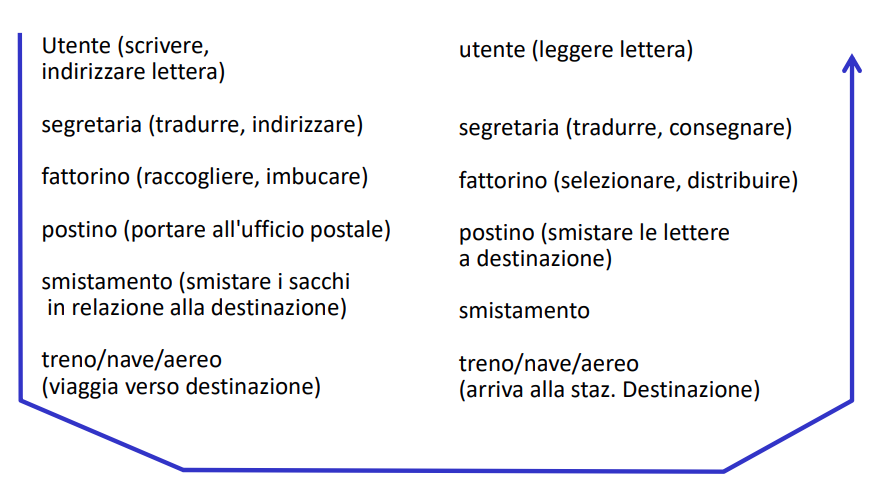 Utente (scrivere,
indirizzare lettera)
segretaria (tradurre, indirizzare)
fattorino (raccogliere, imbucare)
postino (portare all'ufficio postale)
smistamento (smistare i sacchi
in relazione alla destinazione)
treno/nave/aereo
(viaggia verso destinazione)
utente (leggere lettera)
segretaria (tradurre, consegnare)
fattorino (selezionare, distribuire)
postino (smistare le lettere
a destinazione)
smistamento
treno/nave/aereo
(arriva alla staz. Destinazione)